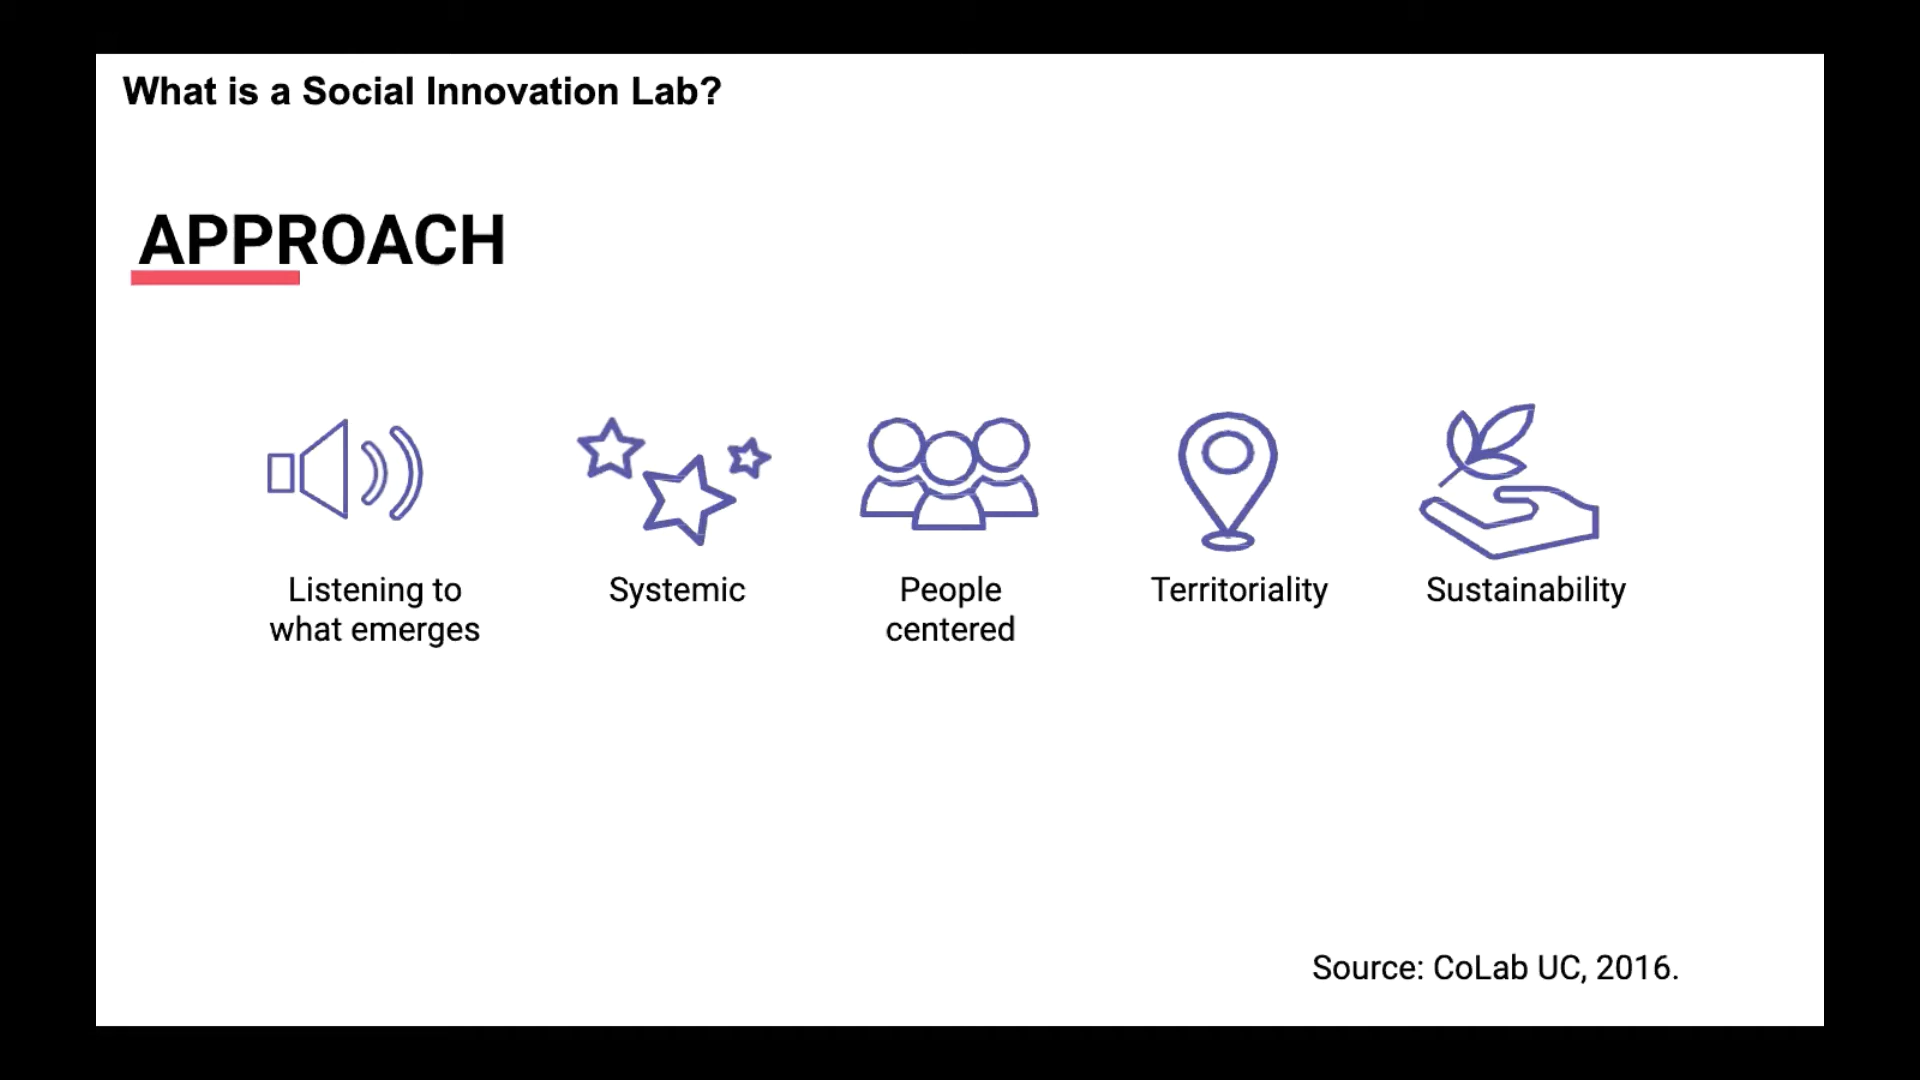 What is a Social Innovation Lab?
APPROACH
Listening to
what emerges
Systemic
People
centered
Territoriality
Sustainability
Source: CoLab UC, 2016.